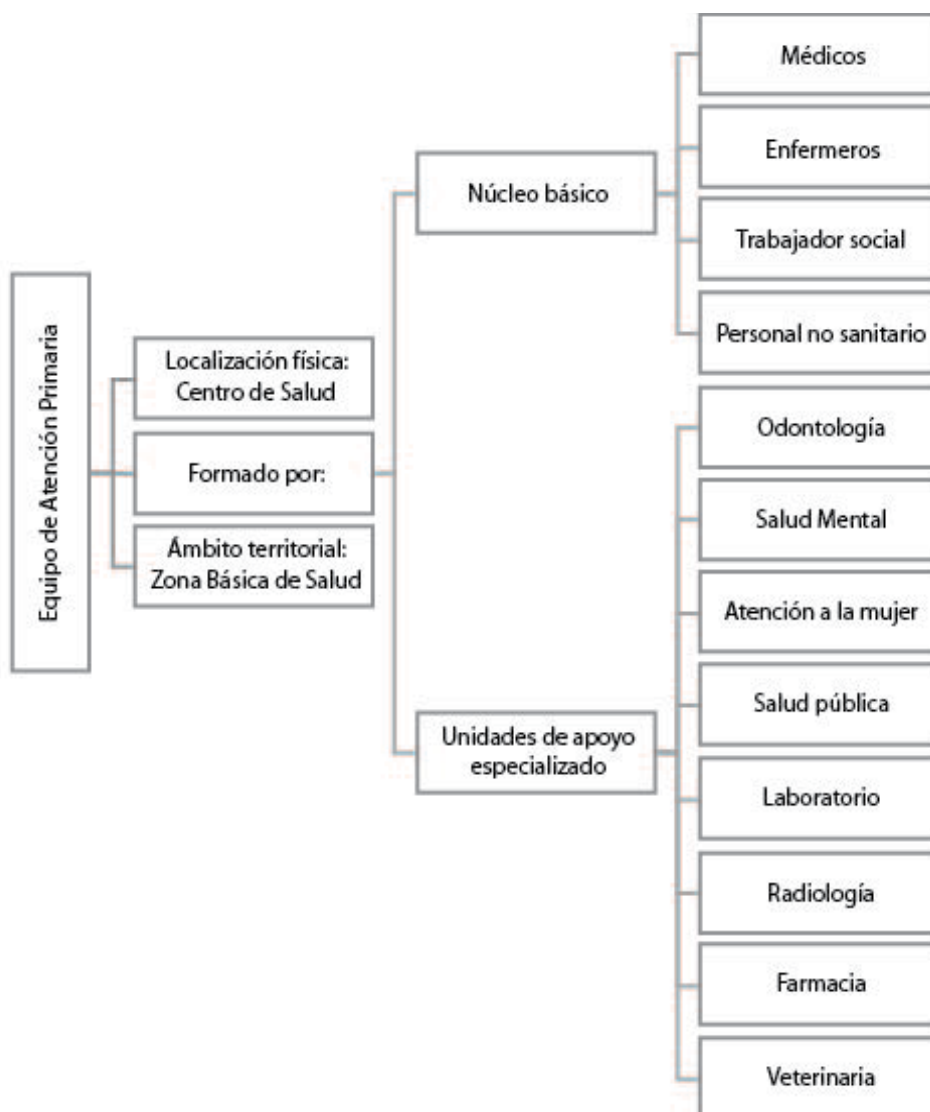 Equipo de Atención Primaria
Localización física:
Centro de Salud
Formado por:
Ámbito territorial:
Zona Básica de Salud
Núcleo básico
Médicos
Enfermeros
Trabajador social
Personal no sanitario
Unidades de apoyo
especializado
Odontología
Salud Mental
Atención a la mujer
Salud pública
Laboratorio
Radiología
Farmacia
Veterinaria